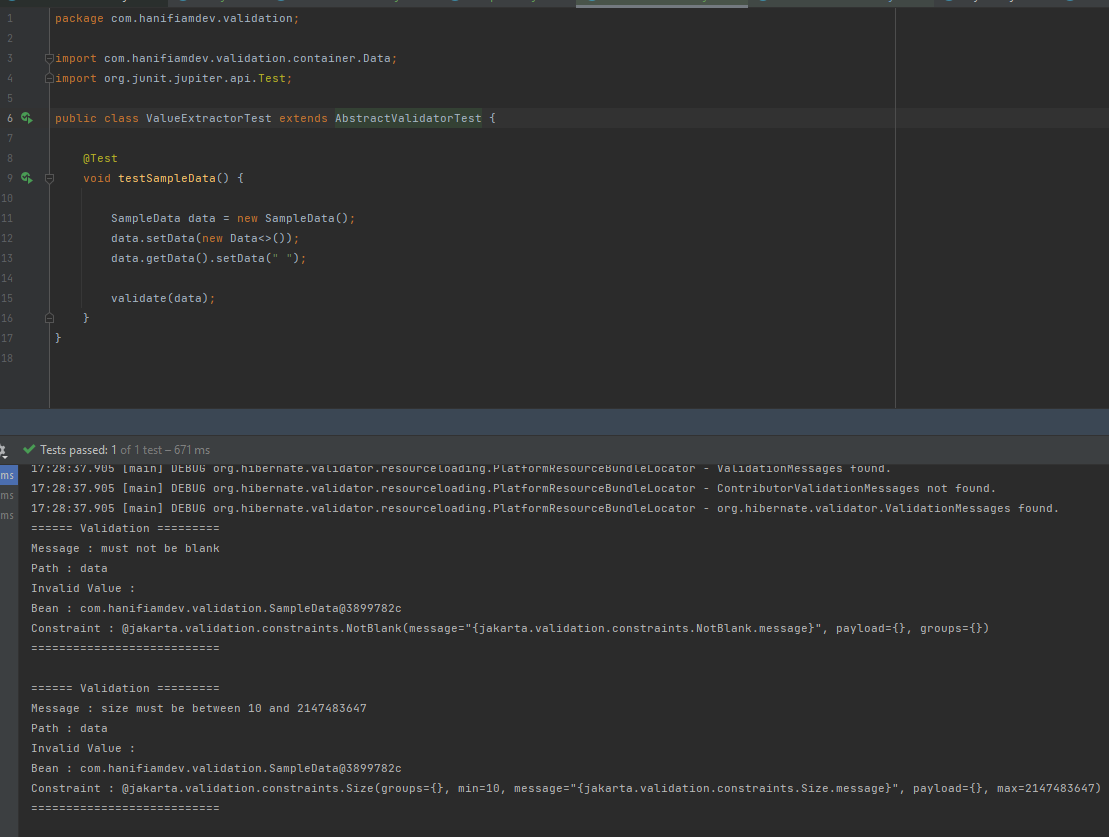 1 package com.hanifiamdev.validation;
2
3 import com.hanifiamdev.validation.container.Data;
4 import org.junit.jupiter.api.Test;
5
6 public class ValueExtractorTest extends AbstractValidatorTest {
7
8 @Test
9 void testSampleData() {
10
11 SampleData data = new SampleData();
12 data.setData(new Data<>());
13 data.getData().setData(" ");
14
15 validate(data);
16 }
17 }
18
Tests passed: 1 of 1 test – 671 ms
17:28:37.905 [main] DEBUG org.hibernate.validator.resourceloading.PlatformResourceBundleLocator - ValidationMessages found.
ms
17:28:37.905 [main] DEBUG org.hibernate.validator.resourceloading.PlatformResourceBundleLocator - ContributorValidationMessages not found.
ms
17:28:37.905 [main] DEBUG org.hibernate.validator.resourceloading.PlatformResourceBundleLocator - org.hibernate.validator.ValidationMessages found.
ms
====== Validation =========
Message : must not be blank
Path : data
Invalid Value :
Bean : com.hanifiamdev.validation.SampleData@3899782c
Constraint : @jakarta.validation.constraints.NotBlank(message="{jakarta.validation.constraints.NotBlank.message}", payload={}, groups={})
===========================
====== Validation =========
Message : size must be between 10 and 2147483647
Path : data
Invalid Value :
Bean : com.hanifiamdev.validation.SampleData@3899782c
Constraint : @jakarta.validation.constraints.Size(groups={}, min=10, message="{jakarta.validation.constraints.Size.message}", payload={}, max=2147483647)
===========================